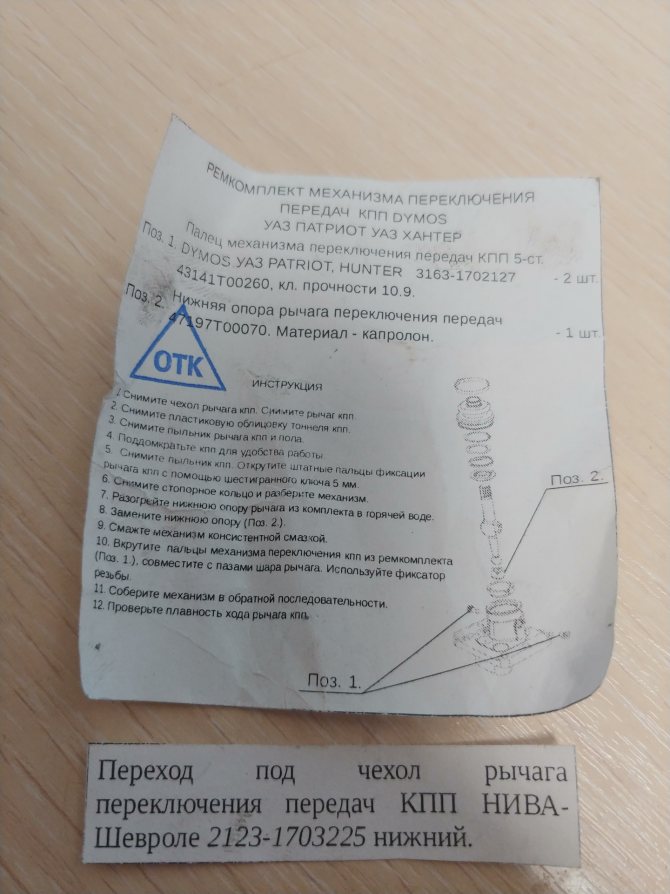 РЕМКОМПЛЕКТ МЕХАНИЗМА ПЕРЕКЛЮЧЕНИЯ
ПЕРЕДАЧ КПП DYMOS
УАЗ ПАТРИОТ УАЗ ХАНТЕР
Поз. 1. Палец механизма переключения передач КПП 5-ст.
DYMOS УАЗ PATRIOT, HUNTER 3163-1702127 - 2 шт.
43141T00260, кл. прочности 10.9.
Поз. 2. Нижняя опора рычага переключения передач
47197T00070. Материал - капролон. - 1 шт.
ОТК
ИНСТРУКЦИЯ
1 Снимите чехол рычага кпп. Снимите рычаг кпп.
2. Снимите пластиковую облицовку тоннеля кпп.
3. Снимите пыльник рычага кпп и пола.
4. Поддомкратьте кпп для удобства работы.
5. Снимите пыльник кпп. Открутите штатные пальцы фиксации
рычага кпп с помощью шестигранного ключа 5 мм.
6. Снимите стопорное кольцо и разберите механизм.
7. Разогрейте нижнюю опору рычага из комплекта в горячей воде.
8. Замените нижнюю опору (Поз. 2.).
9. Смажте механизм консистентной смазкой.
10. Вкрутите пальцы механизма переключения кпп из ремкомплекта
(Поз. 1.), совместите с пазами шара рычага. Используйте фиксатор
резьбы.
11. Соберите механизм в обратной последовательности.
12. Проверьте плавность хода рычага кпп.
Поз. 2.
Поз. 1.
Переход под чехол рычага
переключения передач КПП НИВА-
Шевроле 2123-1703225 нижний.